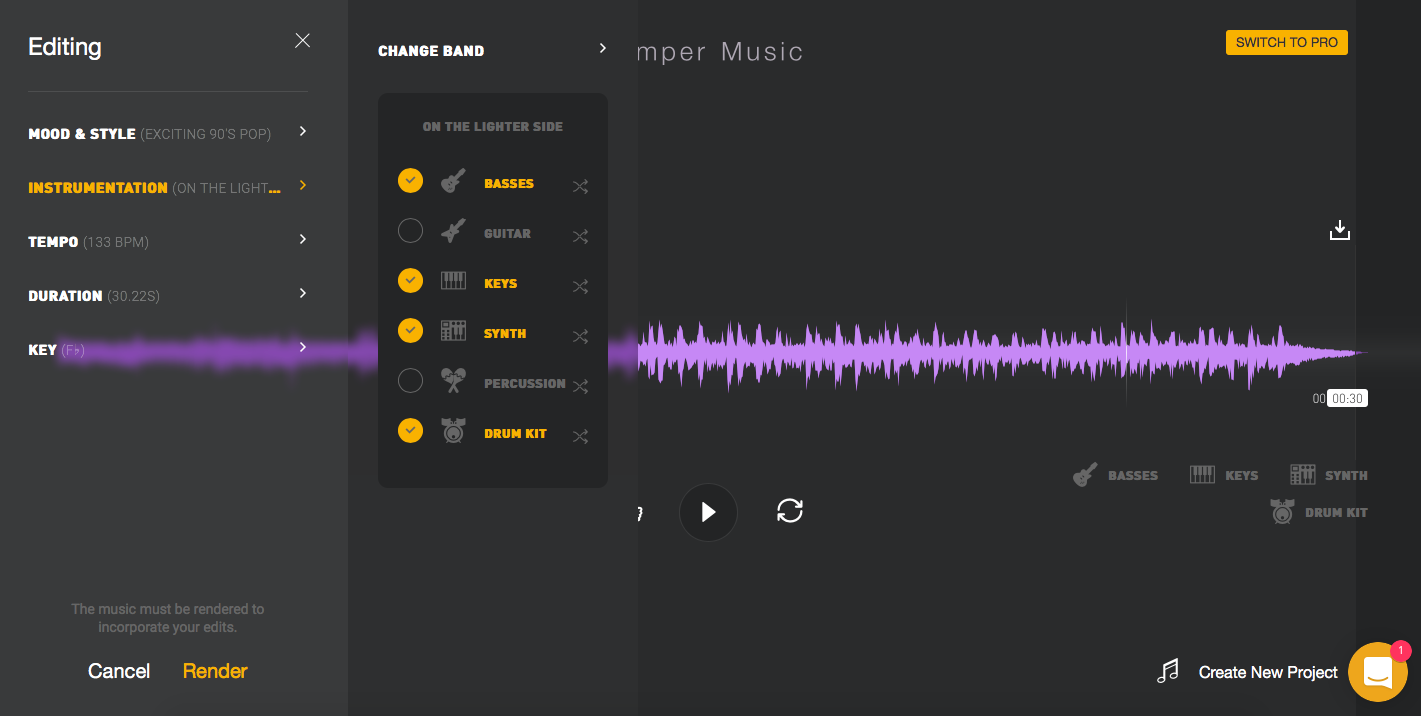 Editing
MOOD & STYLE (EXCITING 90'S POP)
INSTRUMENTATION (ON THE LIGHT...
TEMPO (133 BPM)
DURATION (30.22S)
KEY (F♭)
The music must be rendered to
incorporate your edits.
Cancel Render
CHANGE BAND
ON THE LIGHTER SIDE
BASSES
GUITAR
KEYS
SYNTH
PERCUSSION
DRUM KIT
mper Music
SWITCH TO PRO
00 00:30
BASSES KEYS SYNTH
DRUM KIT
Create New Project
1